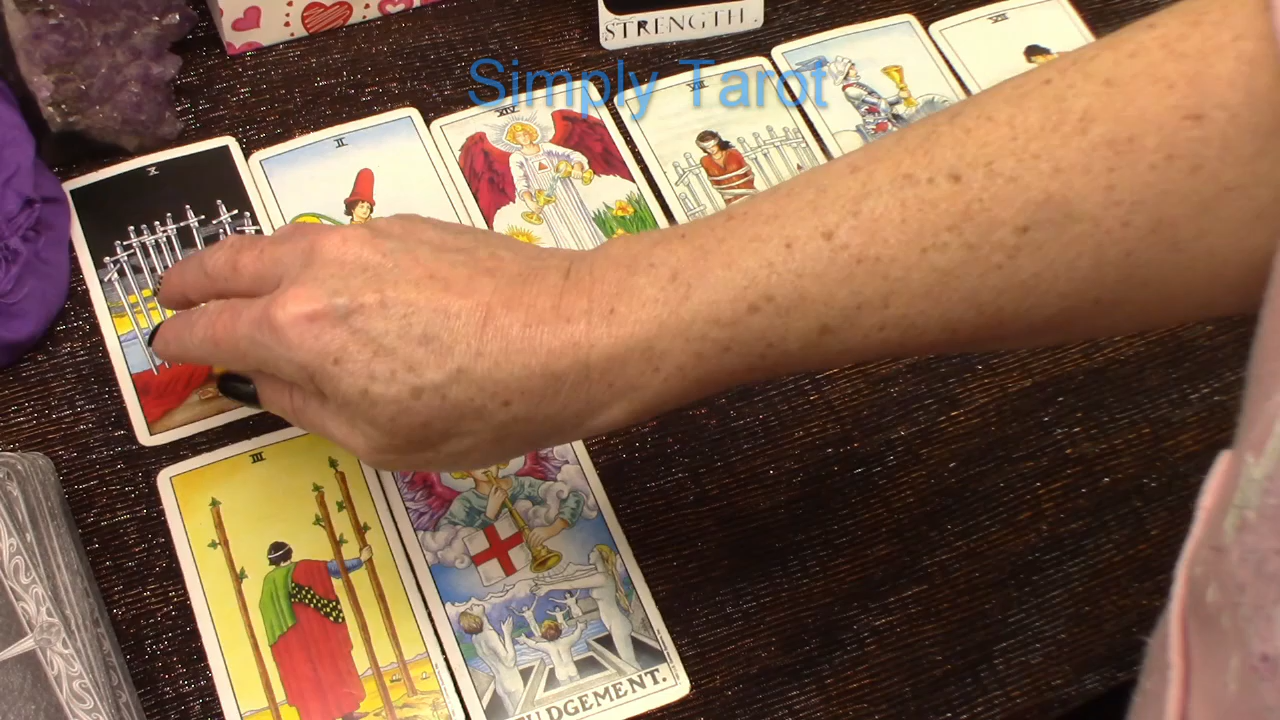 STRENGTH.
Simply Tarot
XIV
VIII
II
X
III
JUDGEMENT.